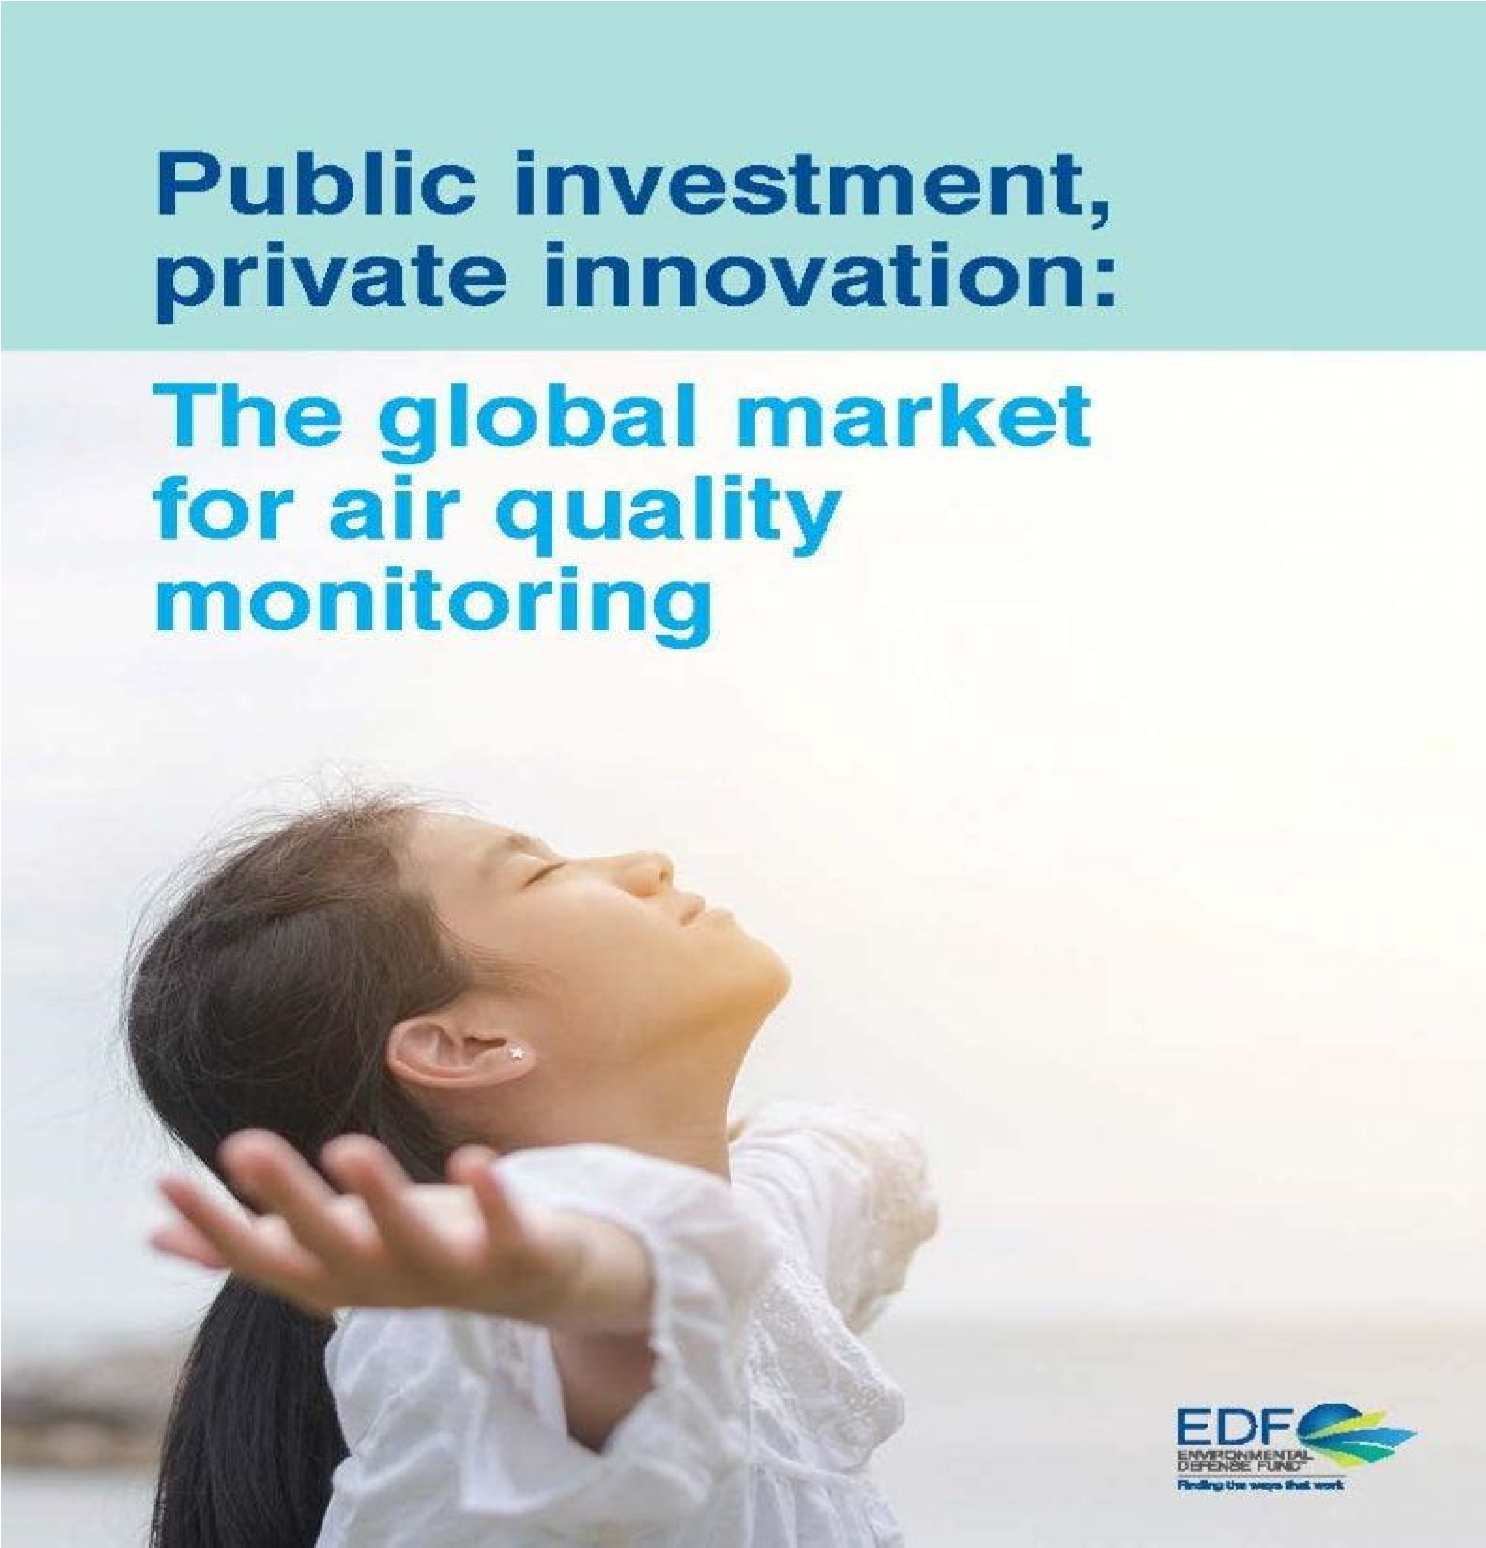 Public investment,
private innovation:
The global market
for air quality
monitoring
EDF
ENVIRONMENTAL
DEFENSE FUND™
Finding the ways that work